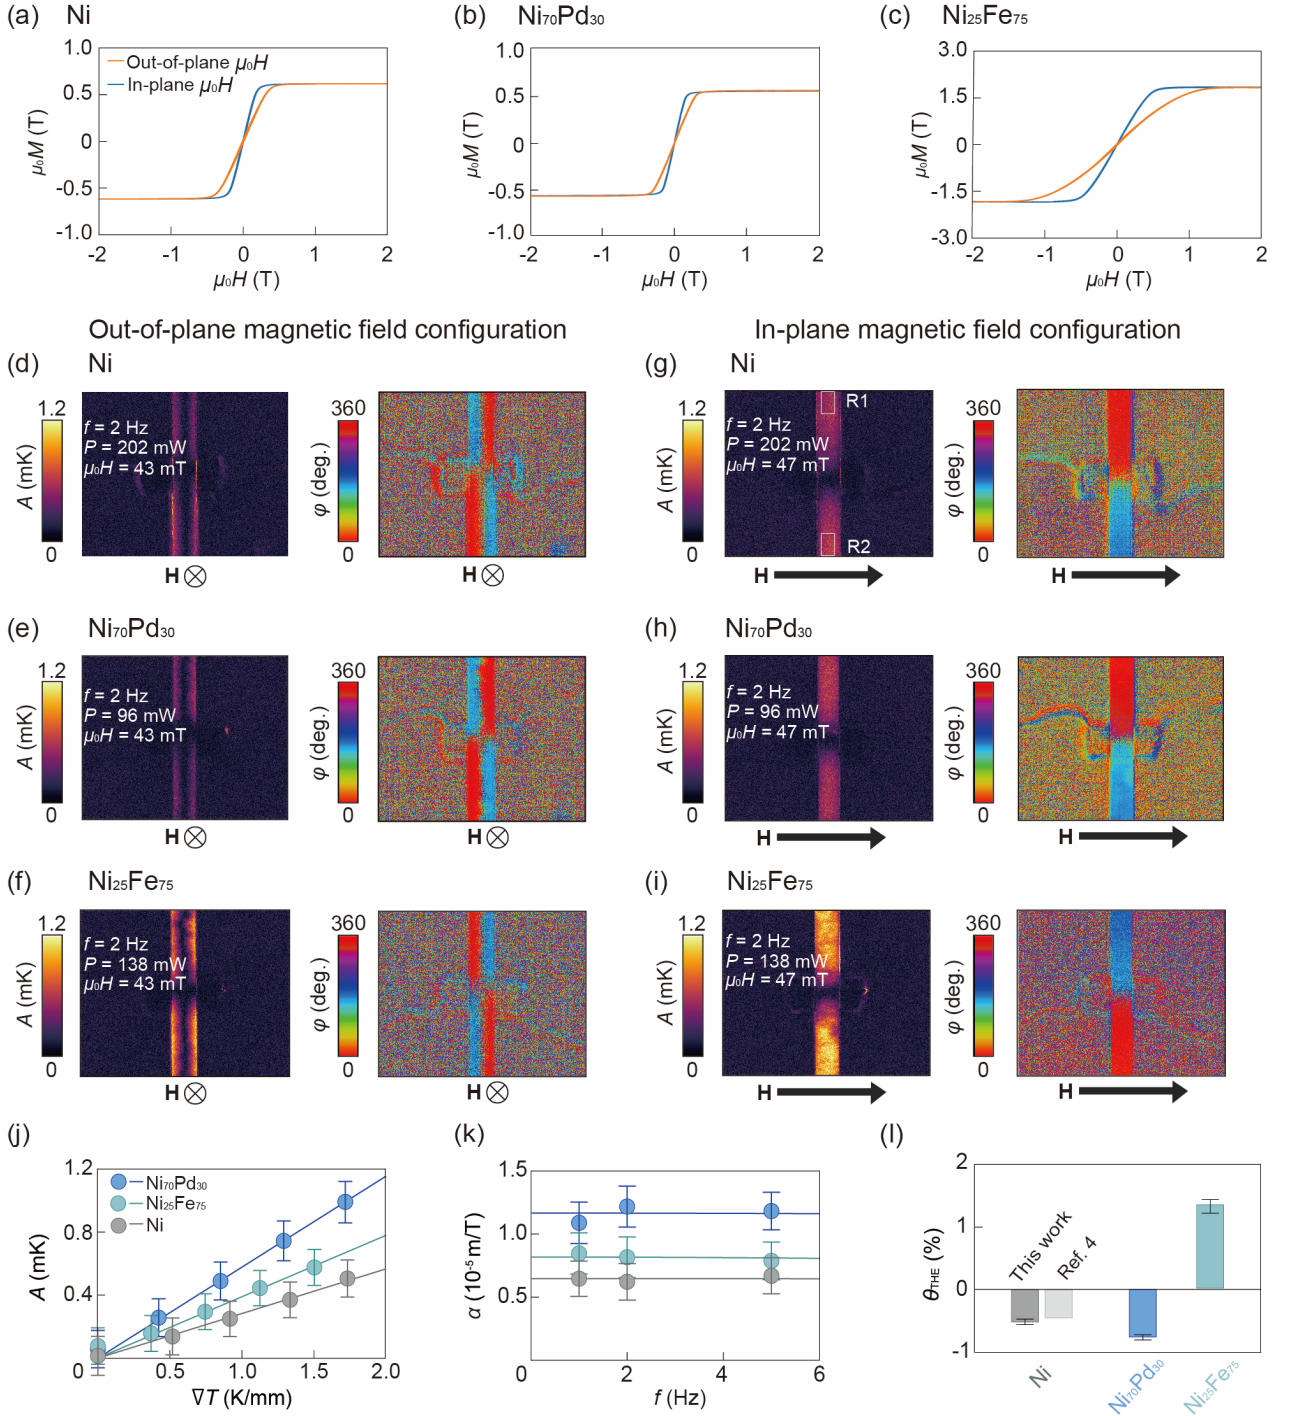 (a) Ni
(b) Ni70Pd30
(c) Ni25Fe75
1.0
0.5
0
-0.5
-1.0
μ0M (T)
Out-of-plane μ0H
In-plane μ0H
-2 -1 0 1 2
μ0H (T)
1.0
0.5
0
-0.5
-1.0
μ0M (T)
-2 -1 0 1 2
μ0H (T)
3.0
1.5
0
-1.5
-3.0
μ0M (T)
-2 -1 0 1 2
μ0H (T)
Out-of-plane magnetic field configuration
In-plane magnetic field configuration
(d) Ni
1.2
A (mK)
0
f = 2 Hz
P = 202 mW
μ0H = 43 mT
H
360
φ (deg.)
0
H
(g) Ni
1.2
A (mK)
0
f = 2 Hz
P = 202 mW
μ0H = 47 mT
R1
R2
H
360
φ (deg.)
0
H
(e) Ni70Pd30
1.2
A (mK)
0
f = 2 Hz
P = 96 mW
μ0H = 43 mT
H
360
φ (deg.)
0
H
(h) Ni70Pd30
1.2
A (mK)
0
f = 2 Hz
P = 96 mW
μ0H = 47 mT
H
360
φ (deg.)
0
H
(f) Ni25Fe75
1.2
A (mK)
0
f = 2 Hz
P = 138 mW
μ0H = 43 mT
H
360
φ (deg.)
0
H
(i) Ni25Fe75
1.2
A (mK)
0
f = 2 Hz
P = 138 mW
μ0H = 47 mT
H
360
φ (deg.)
0
H
(j)
1.2
0.8
0.4
0
A (mK)
Ni70Pd30
Ni25Fe75
Ni
0.5 1.0 1.5 2.0
∇T (K/mm)
(k)
1.5
1.0
0.5
α (10-5m/T)
0 2 4 6
f (Hz)
(l)
2
1
0
-1
θTHE (%)
This work
Ref. 4
Ni
Ni70Pd30
Ni25Fe75